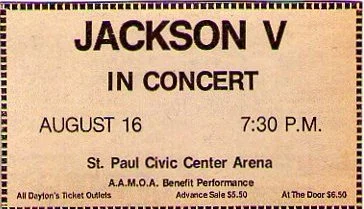 JACKSON V
IN CONCERT
AUGUST 16 7:30 P.M.
St. Paul Civic Center Arena
A.A.M.O.A. Benefit Performance
All Dayton's Ticket Outlets Advance Sale $5.50 At The Door $6.50